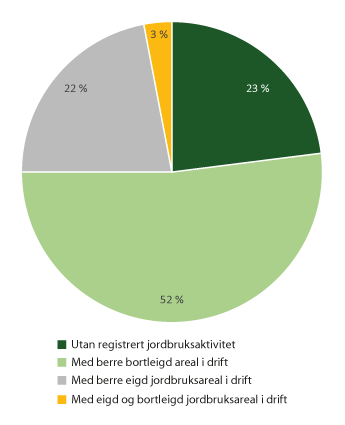 3 %
22 %
23 %
52 %
Utan registrert jordbruksaktivitet
Med berre bortleigd areal i drift
Med berre eigd jordbruksareal i drift
Med eigd og bortleigd jordbruksareal i drift